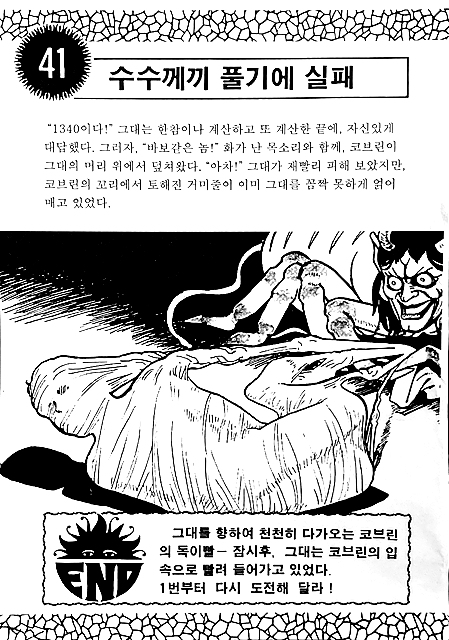 41
수수께끼 풀기에 실패
“1340이다!” 그대는 한참이나 계산하고 또 계산한 끝에, 자신있게
대답했다. 그러자, “바보같은 놈!” 화가 난 목소리와 함께, 코브린이
그대의 머리 위에서 덮쳐왔다. “아차!” 그대가 재빨리 피해 보았지만,
코브린의 꼬리에서 토해진 거미줄이 이미 그대를 꼼짝 못하게 얽어
매고 있었다.
END
그대를 향하여 천천히 다가오는 코브린
의 독이빨— 잠시후, 그대는 코브린의 입
속으로 빨려 들어가고 있었다.
1번부터 다시 도전해 달라!